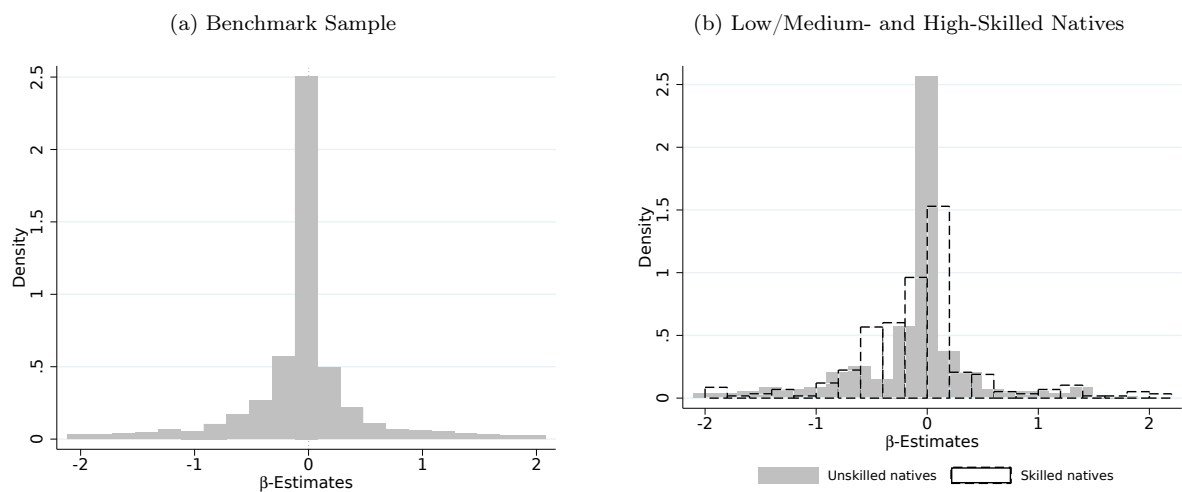 (a) Benchmark Sample
(b) Low/Medium- and High-Skilled Natives
Density
0
.5
1
1.5
2
2.5
-2
-1
0
1
2
β-Estimates
Density
0
.5
1
1.5
2
2.5
-2
-1
0
1
2
β-Estimates
Unskilled natives
Skilled natives